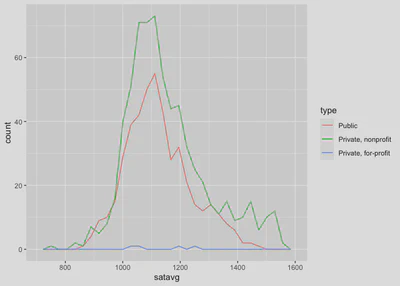 count
60
40
20
0
800
1000
1200
1400
1600
satavg
type
Public
Private, nonprofit
Private, for-profit